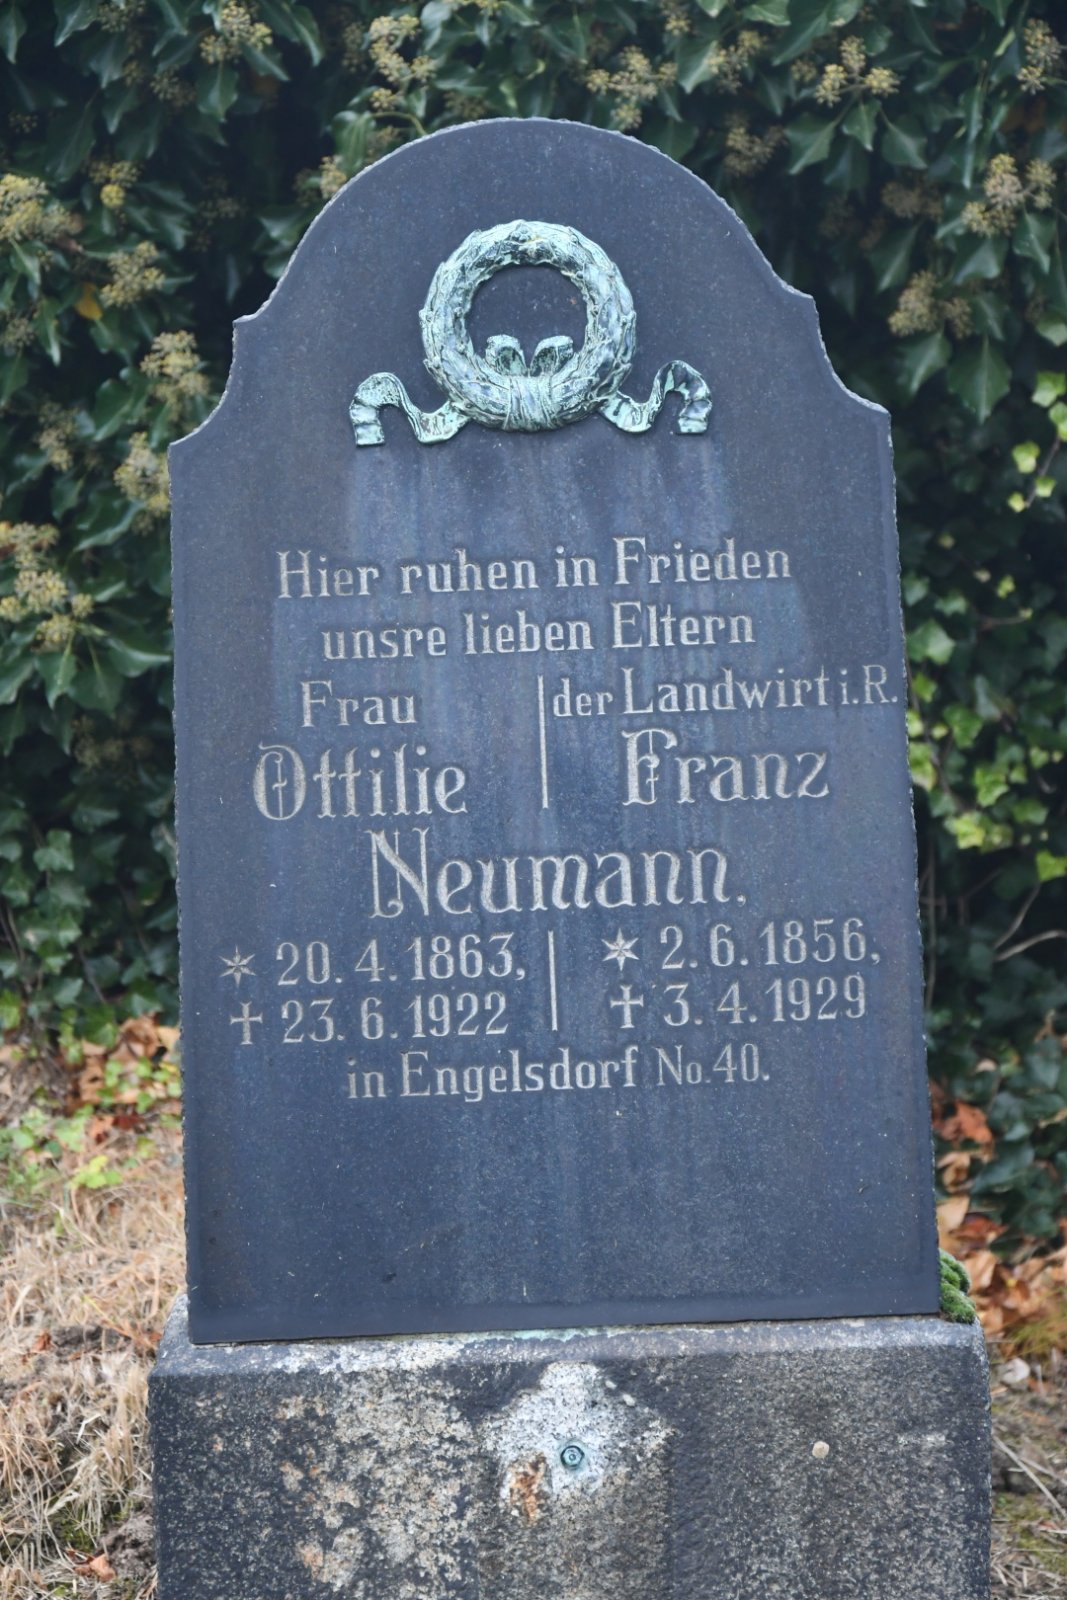 Hier ruhen in Frieden
unsre lieben Eltern
Frau
Ottilie
der Landwirt i. R.
Franz
Neumann.
* 20. 4. 1863,
† 23. 6. 1922
* 2. 6. 1856,
† 3. 4. 1929
in Engelsdorf No. 40.